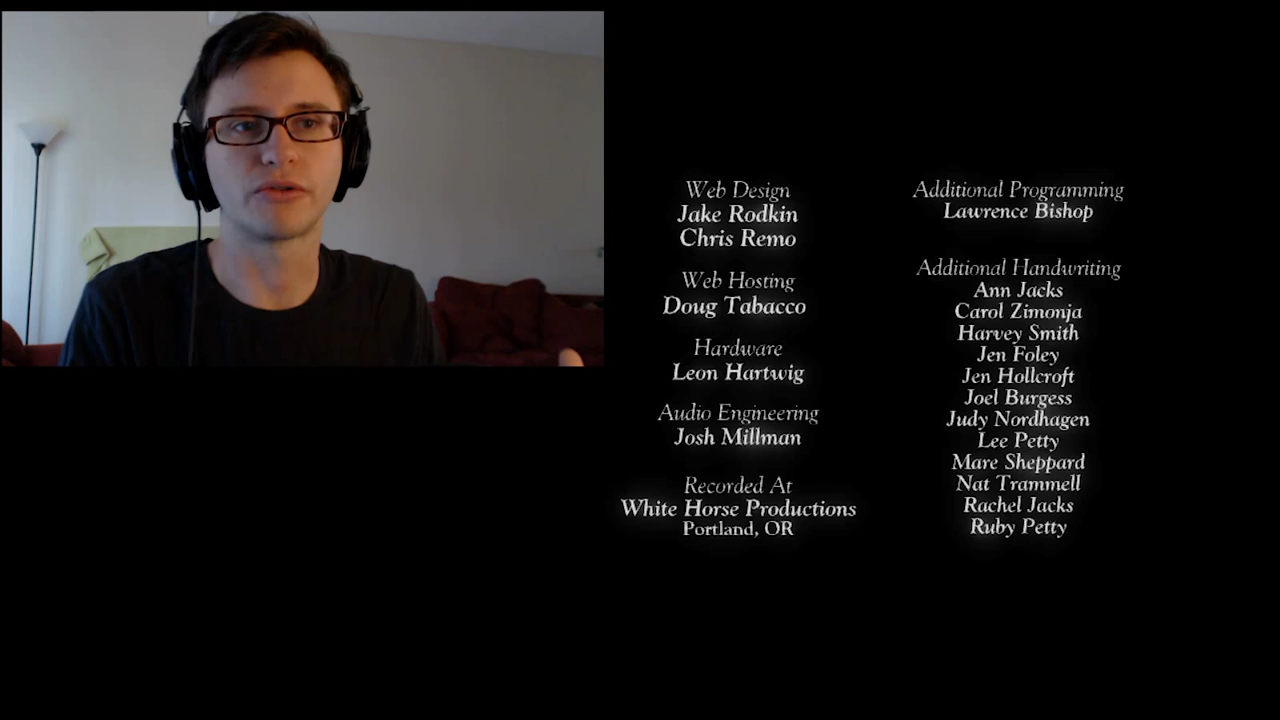 Web Design
Jake Rodkin
Chris Remo
Web Hosting
Doug Tabacco
Hardware
Leon Hartwig
Audio Engineering
Josh Millman
Recorded At
White Horse Productions
Portland, OR
Additional Programming
Lawrence Bishop
Additional Handwriting
Ann Jacks
Carol Zimonja
Harvey Smith
Jen Foley
Jen Hollcroft
Joel Burgess
Judy Nordhagen
Lee Petty
Mare Sheppard
Nat Trammell
Rachel Jacks
Ruby Petty